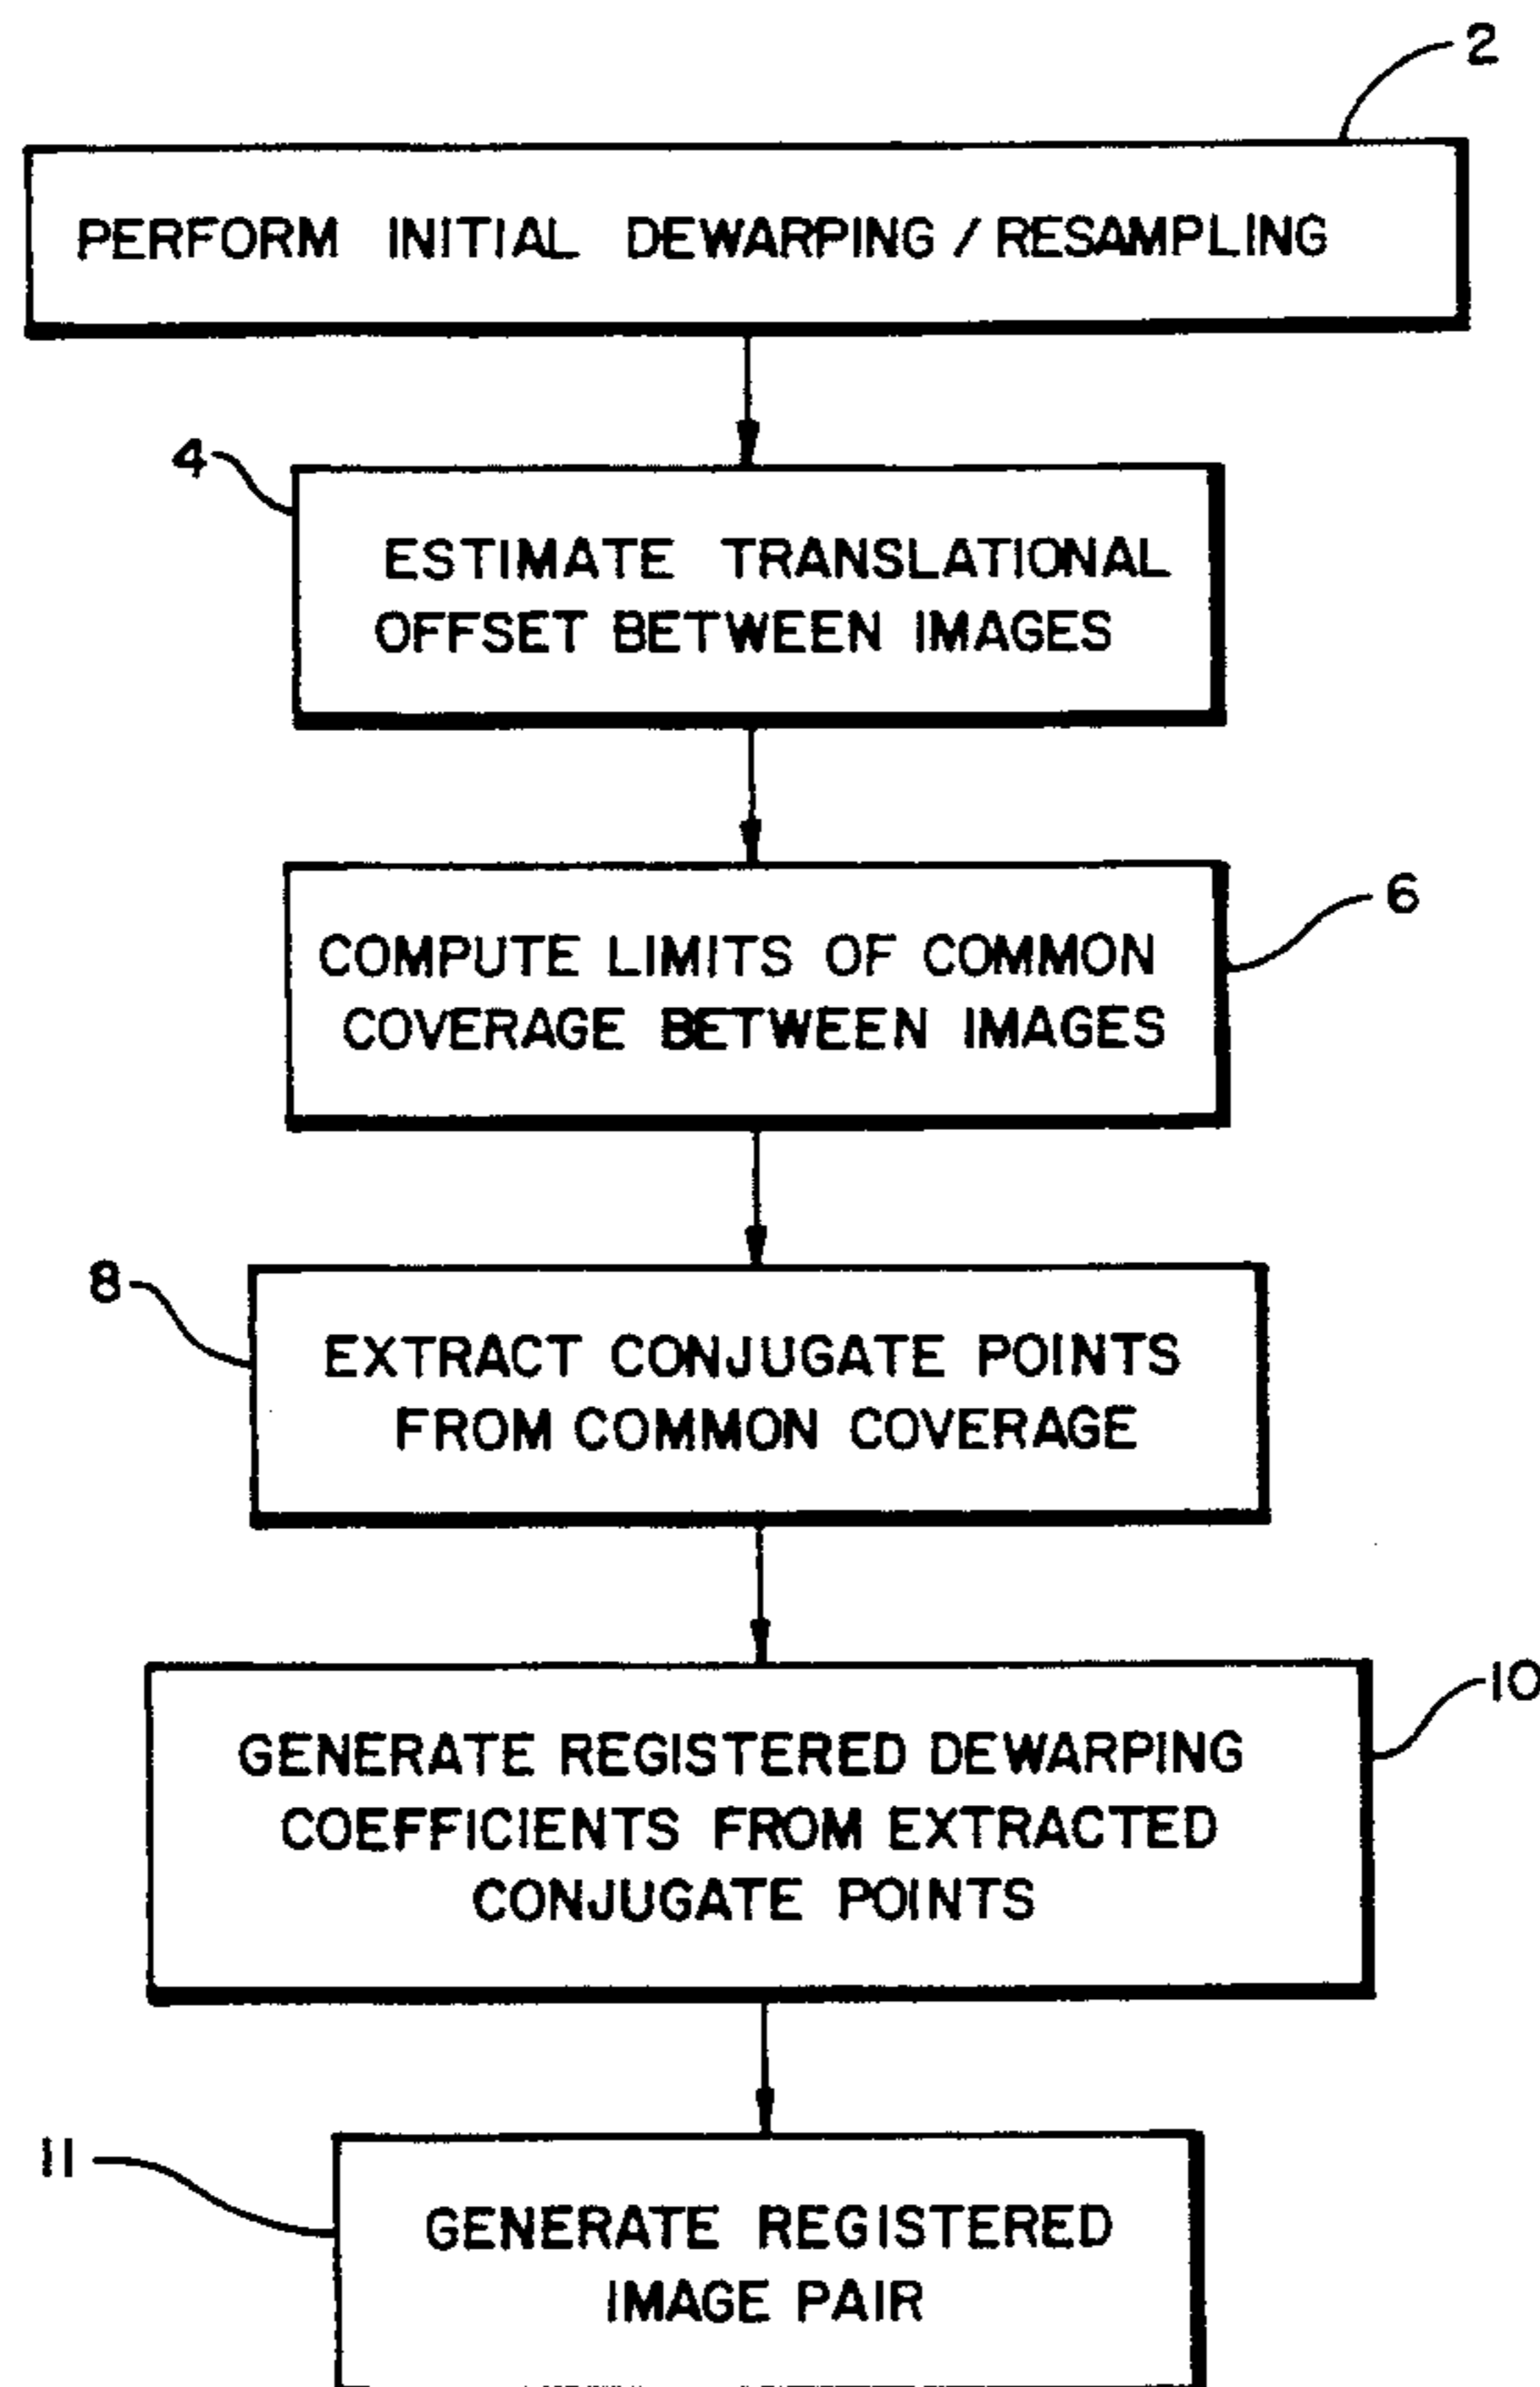 2
PERFORM INITIAL DEWARPING / RESAMPLING
4
ESTIMATE TRANSLATIONAL
OFFSET BETWEEN IMAGES
6
COMPUTE LIMITS OF COMMON
COVERAGE BETWEEN IMAGES
8
EXTRACT CONJUGATE POINTS
FROM COMMON COVERAGE
10
GENERATE REGISTERED DEWARPING
COEFFICIENTS FROM EXTRACTED
CONJUGATE POINTS
11
GENERATE REGISTERED
IMAGE PAIR